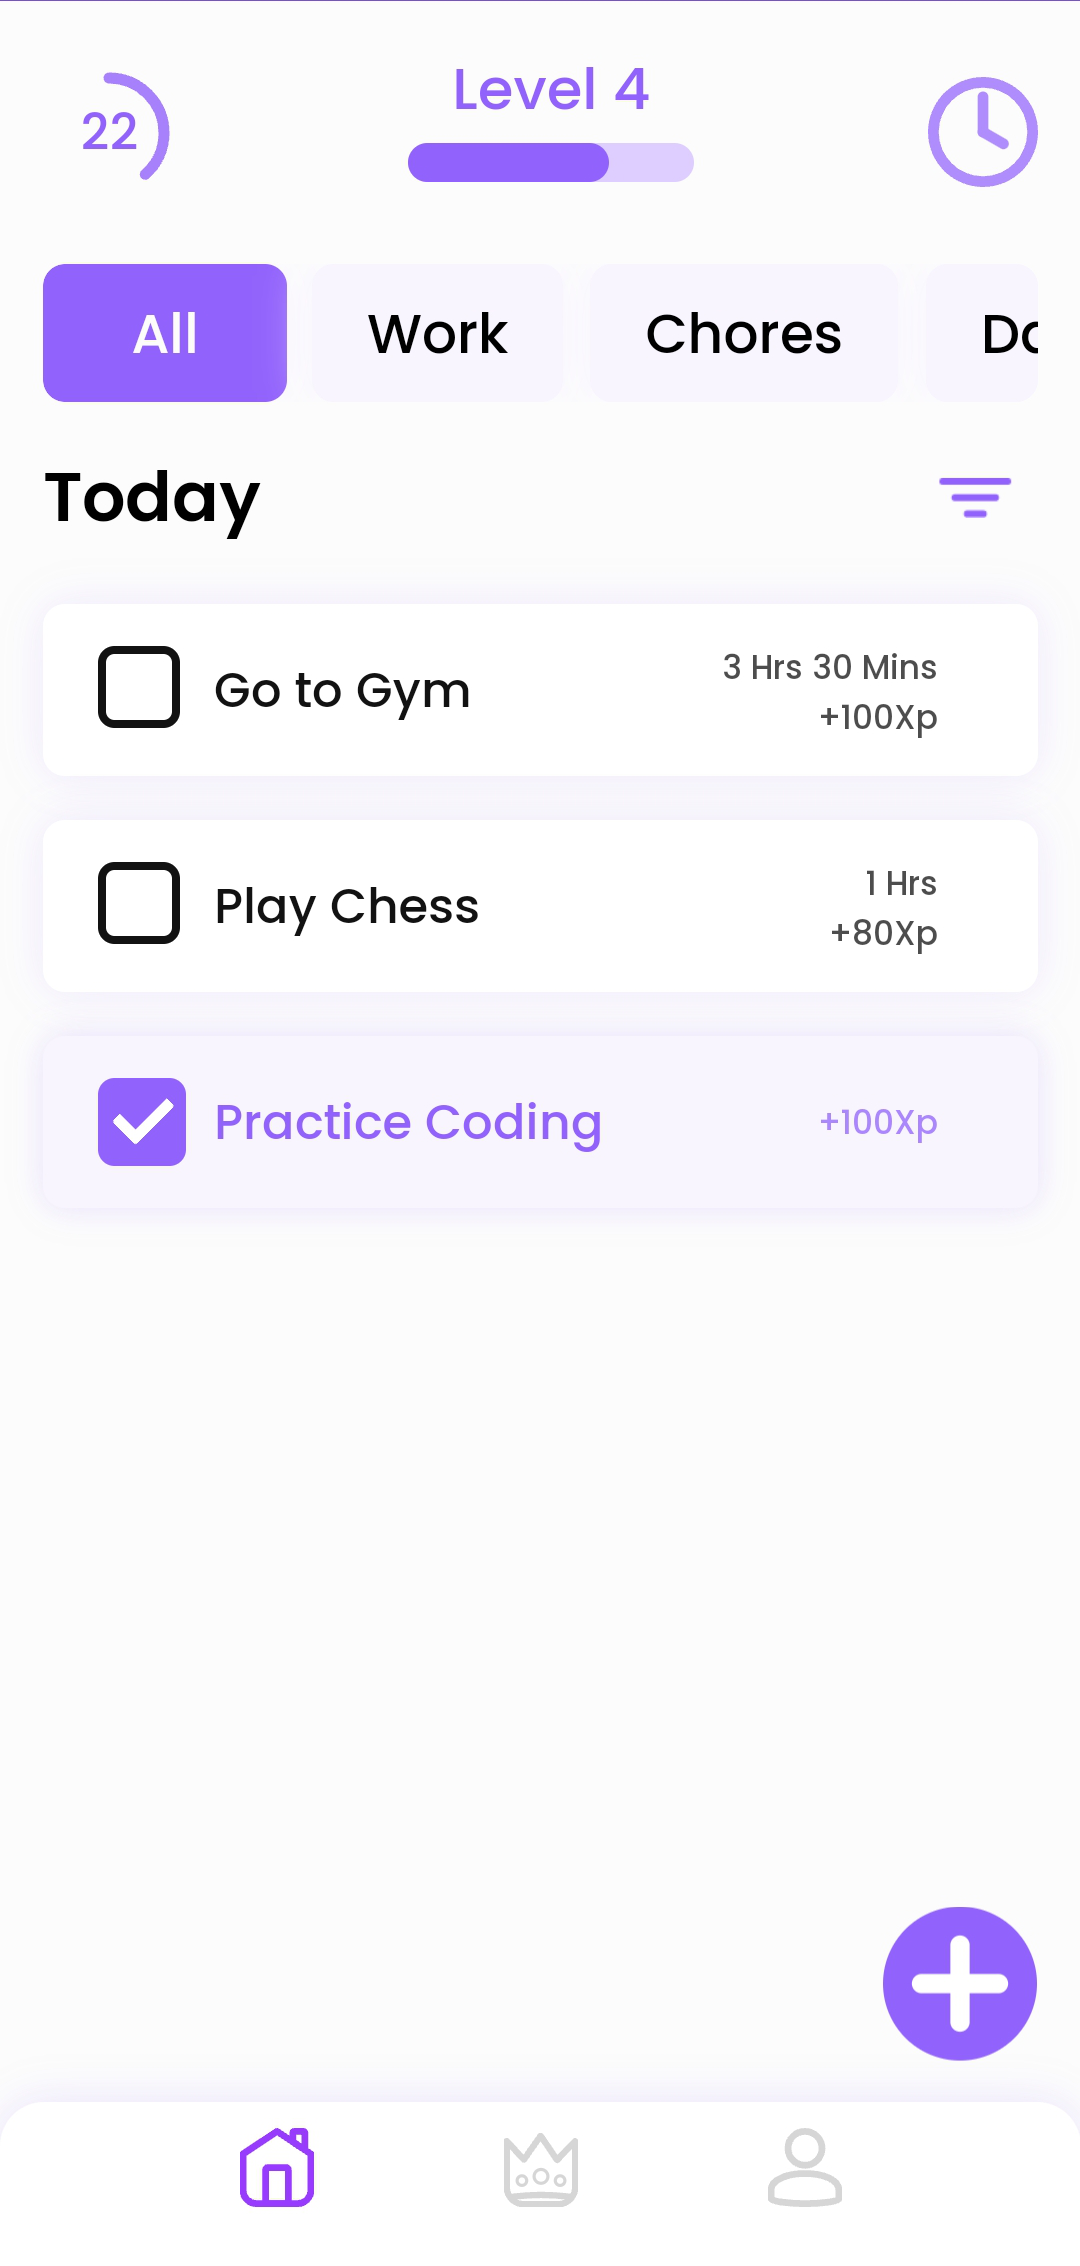 22
Level 4
All
Work
Chores
Today
Go to Gym
3 Hrs 30 Mins
+100Xp
Play Chess
1 Hrs
+80Xp
Practice Coding
+100Xp